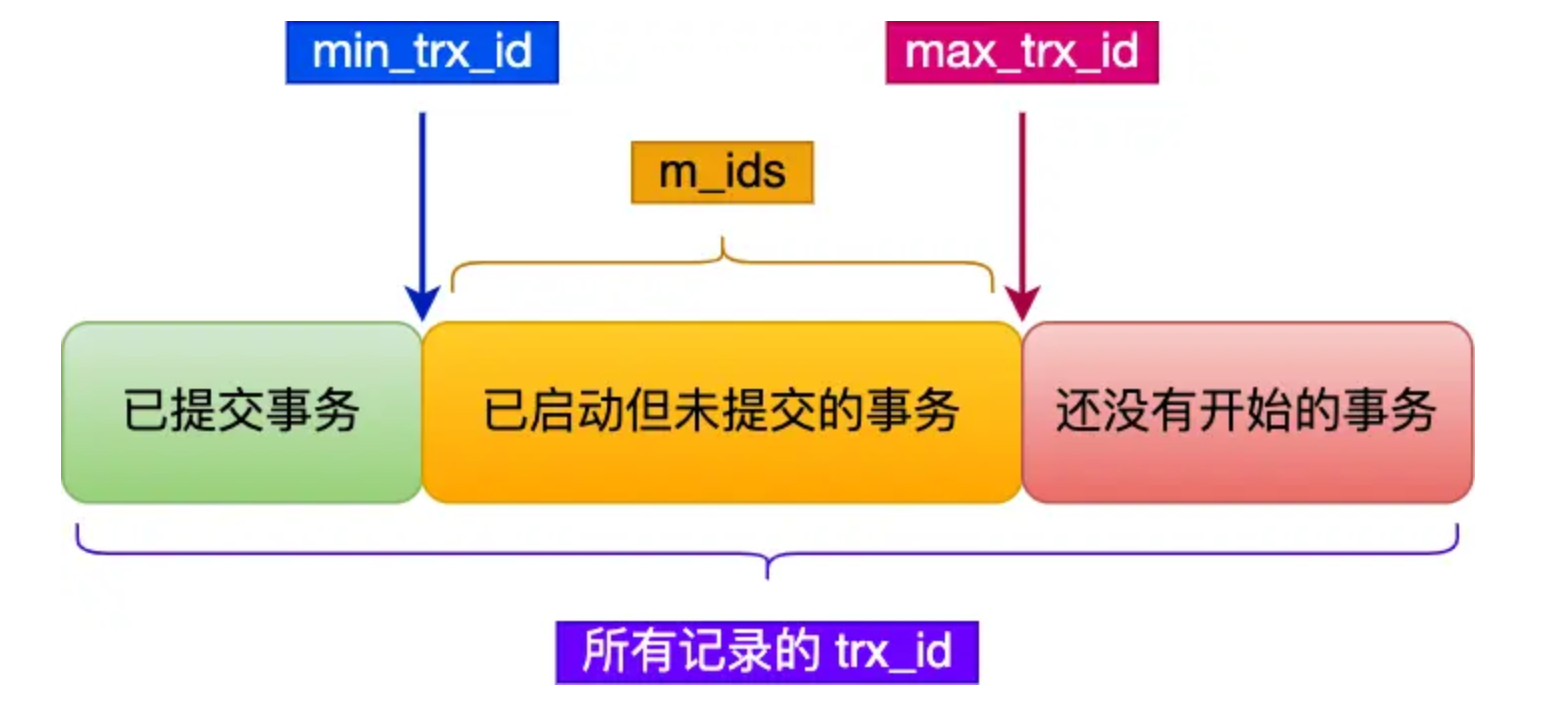 min_trx_id
max_trx_id
m_ids
已提交事务
已启动但未提交的事务
还没有开始的事务
所有记录的 trx_id